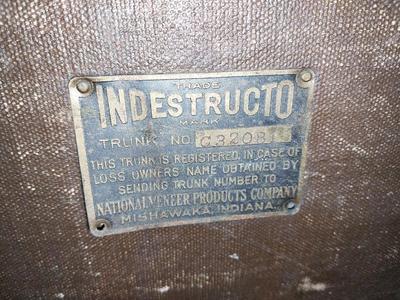 TRADE
INDESTRUCTO
MARK
TRUNK NO.
THIS TRUNK IS REGISTERED, IN CASE OF
LOSS OWNERS NAME OBTAINED BY
SENDING TRUNK NUMBER TO
NATIONAL VENEER PRODUCTS COMPANY
MISHAWAKA, INDIANA.